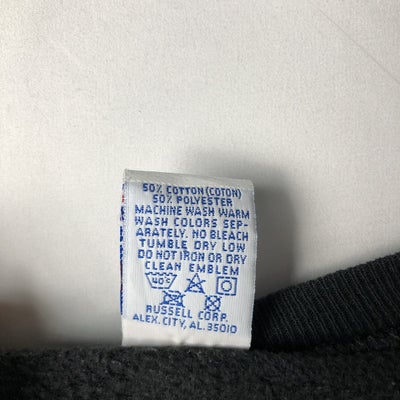 50% COTTON (COTON)
50% POLYESTER
MACHINE WASH WARM
WASH COLORS SEP-
ARATELY. NO BLEACH
TUMBLE DRY LOW
DO NOT IRON OR DRY
CLEAN EMBLEM
40°C
RUSSELL CORP.
ALEX. CITY, AL. 35010